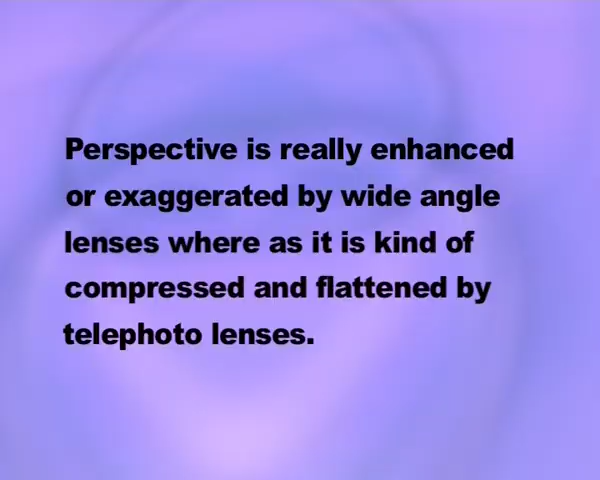 Perspective is really enhanced
or exaggerated by wide angle
lenses where as it is kind of
compressed and flattened by
telephoto lenses.